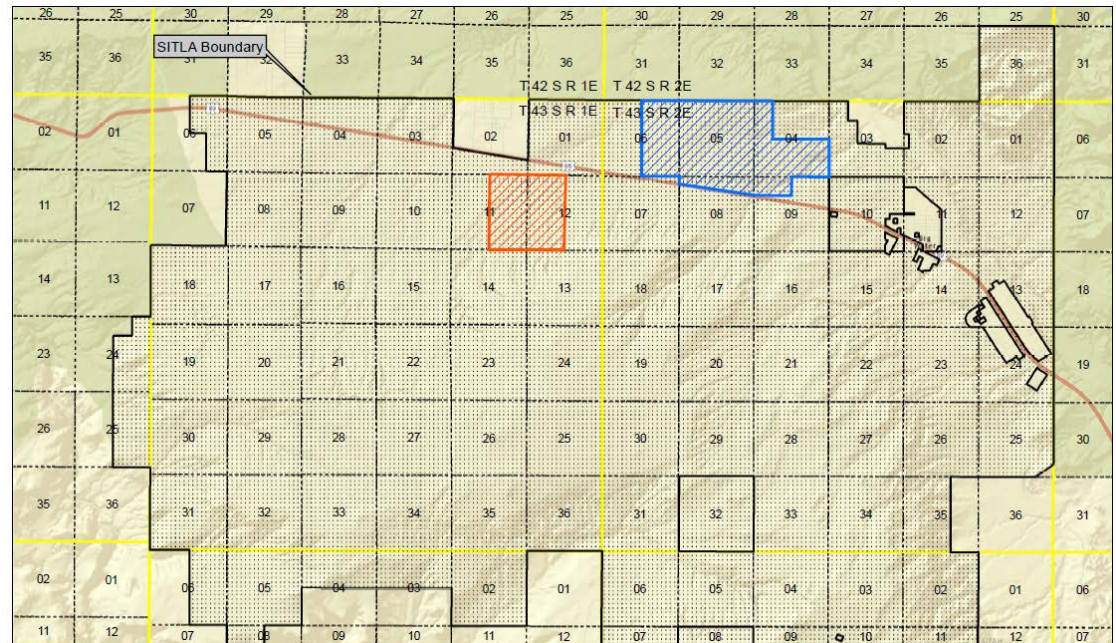 26 25 30 29 28 27 26 25 30 29 28 27 26 25 30
35 36 31 32 33 34 35 36 31 32 33 34 35 36 31
SITLA Boundary
T 42 S R 1E T 42 S R 2E
T 43 S R 1E T 43 S R 2E
02 01 06 05 04 03 02 01 06 05 04 03 02 01 06
11 12 07 08 09 10 11 12 07 08 09 10 11 12 07
14 13 18 17 16 15 14 13 18 17 16 15 14 13 18
23 24 19 20 21 22 23 24 19 20 21 22 23 24 19
26 25 30 29 28 27 26 25 30 29 28 27 26 25 30
35 36 31 32 33 34 35 36 31 32 33 34 35 36 31
02 01 06 05 04 03 02 01 06 05 04 03 02 01 06
11 12 07 08 09 10 11 12 07 08 09 10 11 12 07